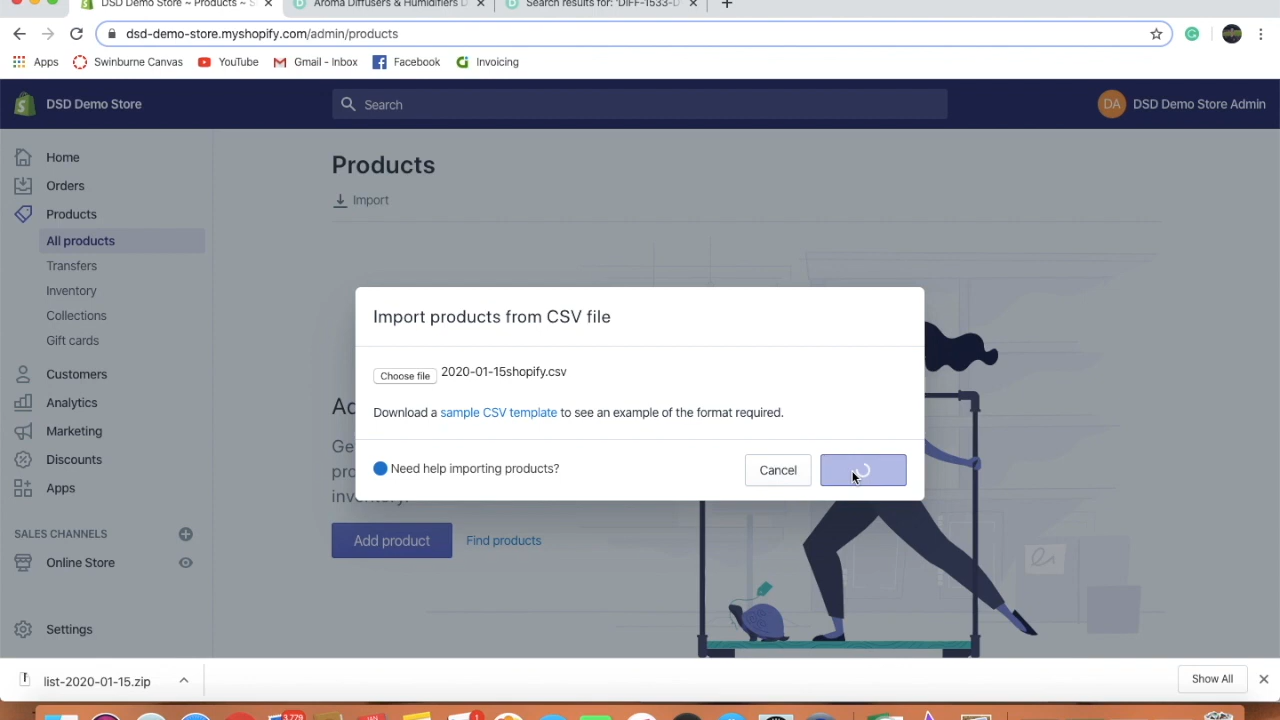 DSD Demo Store ~ Products ~ S
Aroma Diffusers & Humidifiers D
Search results for: 'DIFF-1533-D
dsd-demo-store.myshopify.com/admin/products
Apps
Swinburne Canvas
YouTube
Gmail - Inbox
Facebook
Invoicing
DSD Demo Store
Search
DA
DSD Demo Store Admin
Home
Orders
Products
All products
Transfers
Inventory
Collections
Gift cards
Customers
Analytics
Marketing
Discounts
Apps
SALES CHANNELS
Online Store
Settings
Products
Import
Import products from CSV file
Choose file 2020-01-15shopify.csv
Download a sample CSV template to see an example of the format required.
Need help importing products?
Cancel
Add product
Find products
list-2020-01-15.zip
Show All
3,779
JAN
1